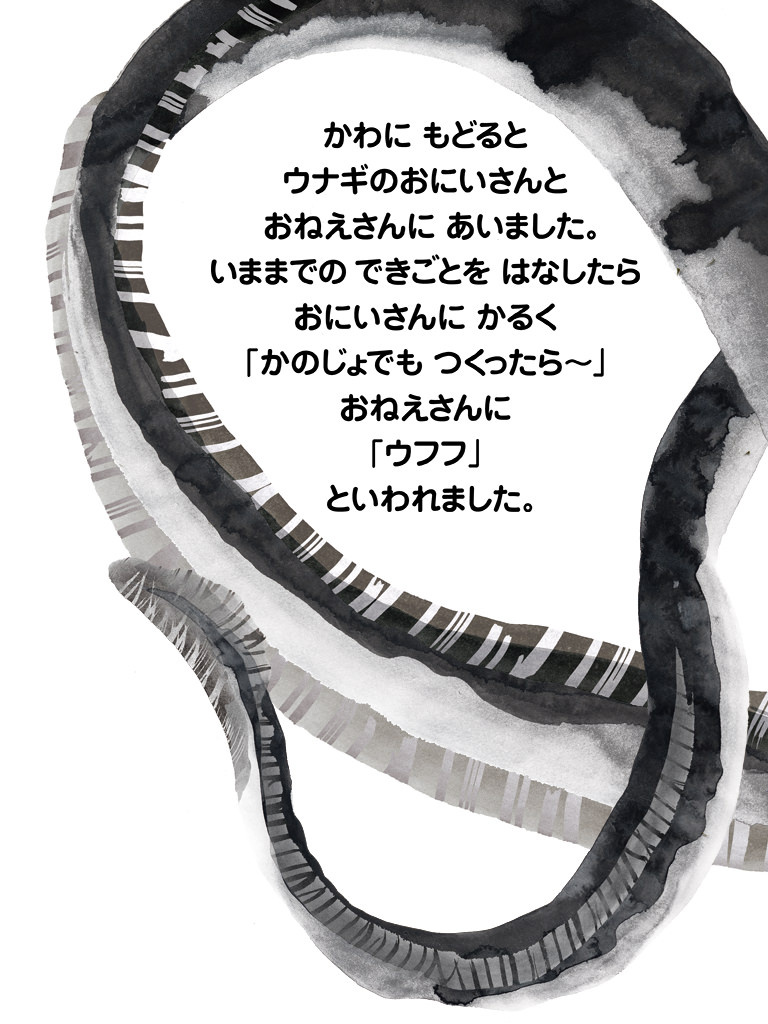 かわに もどると
ウナギのおにいさんと
おねえさんに あいました。
いままでの できごとを はなしたら
おにいさんに かるく
「かのじょでも つくったら～」
おねえさんに
「ウフフ」
といわれました。